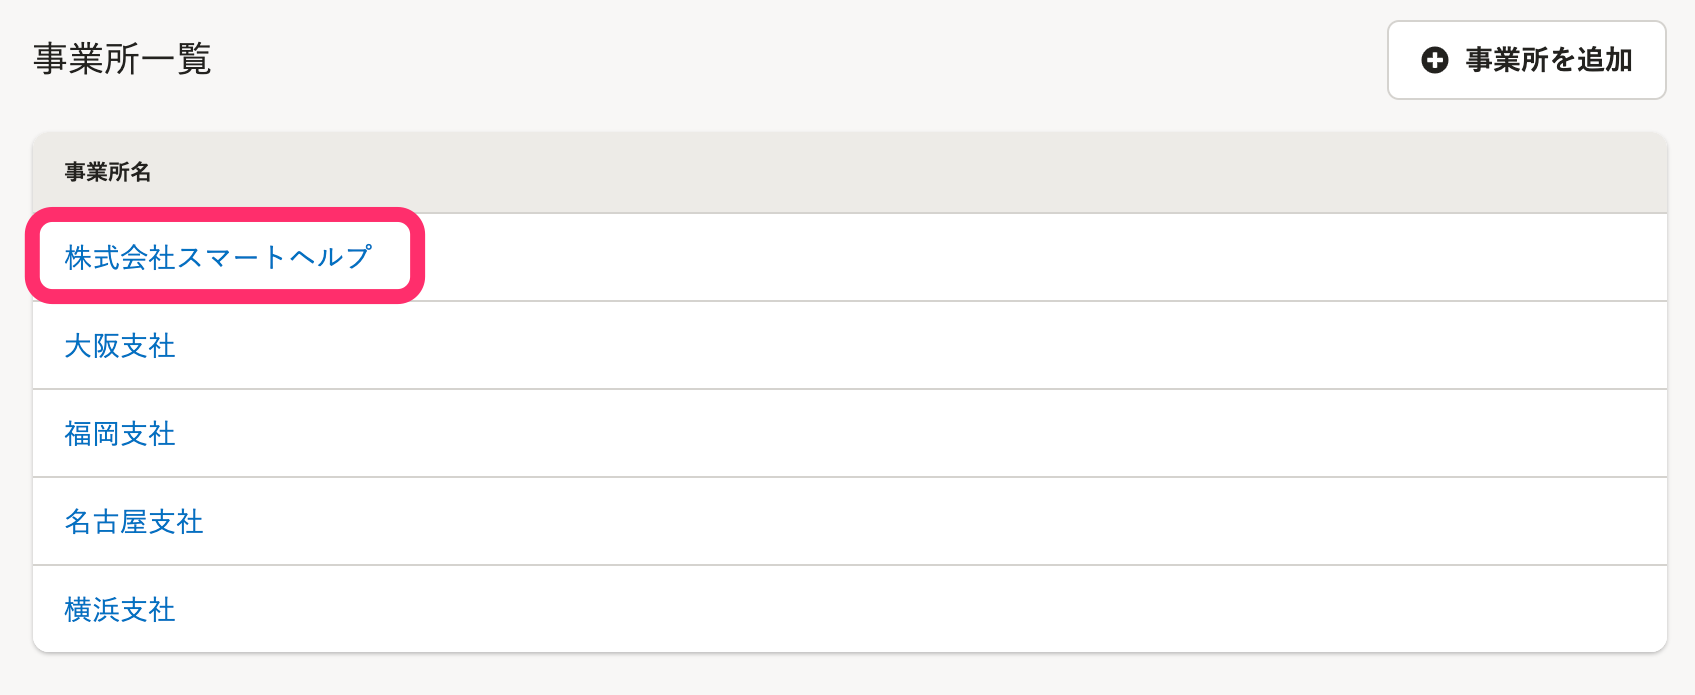 事業所一覧
事業所を追加
事業所名
株式会社スマートヘルプ
大阪支社
福岡支社
名古屋支社
横浜支社